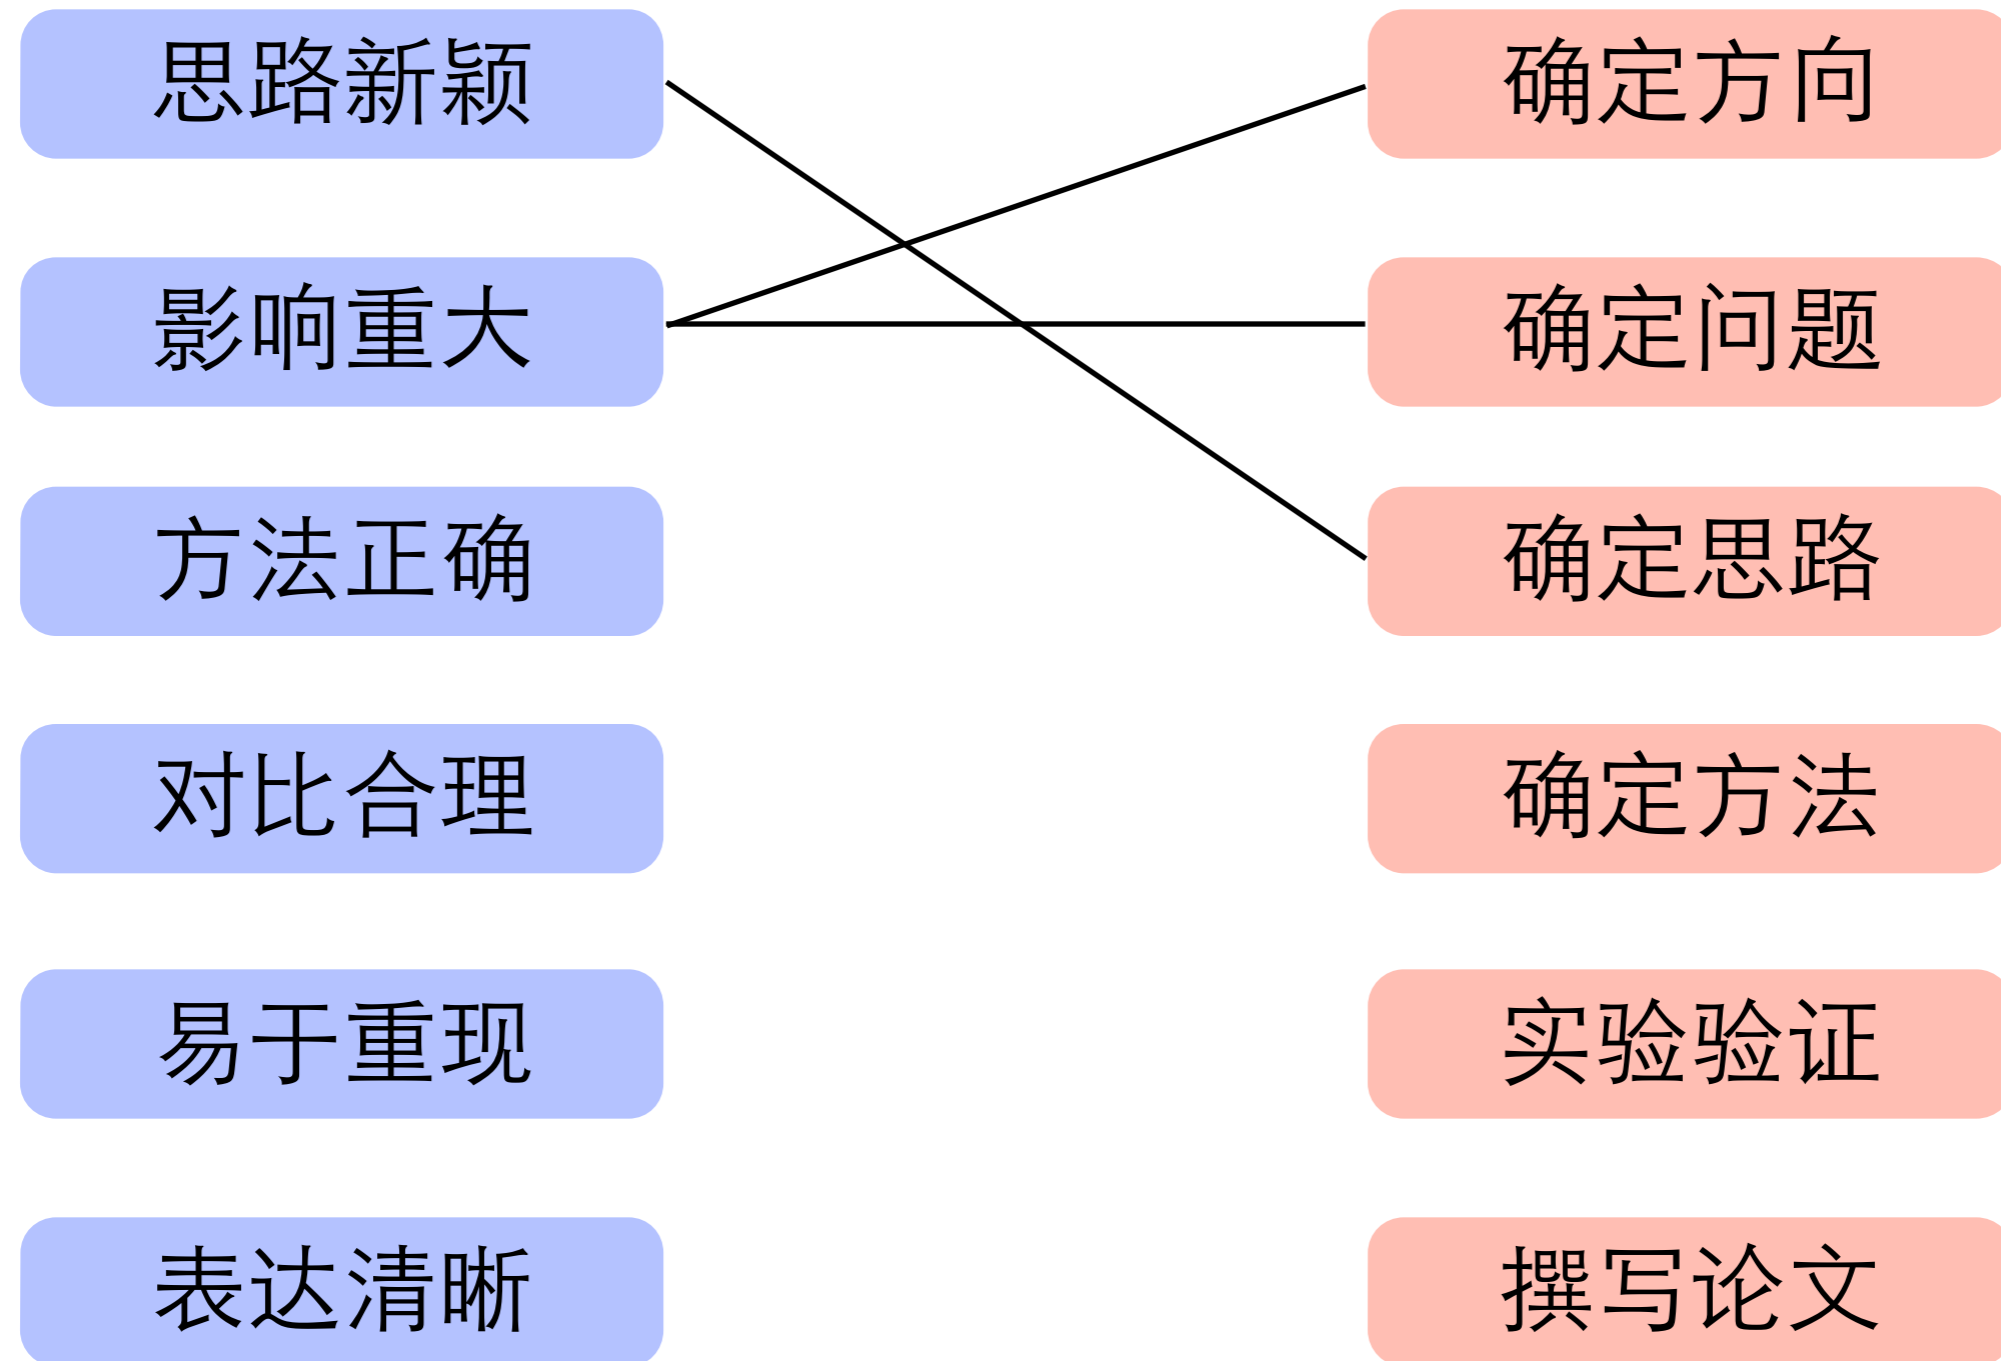 思路新颖
确定方向
影响重大
确定问题
方法正确
确定思路
对比合理
确定方法
易于重现
实验验证
表达清晰
撰写论文